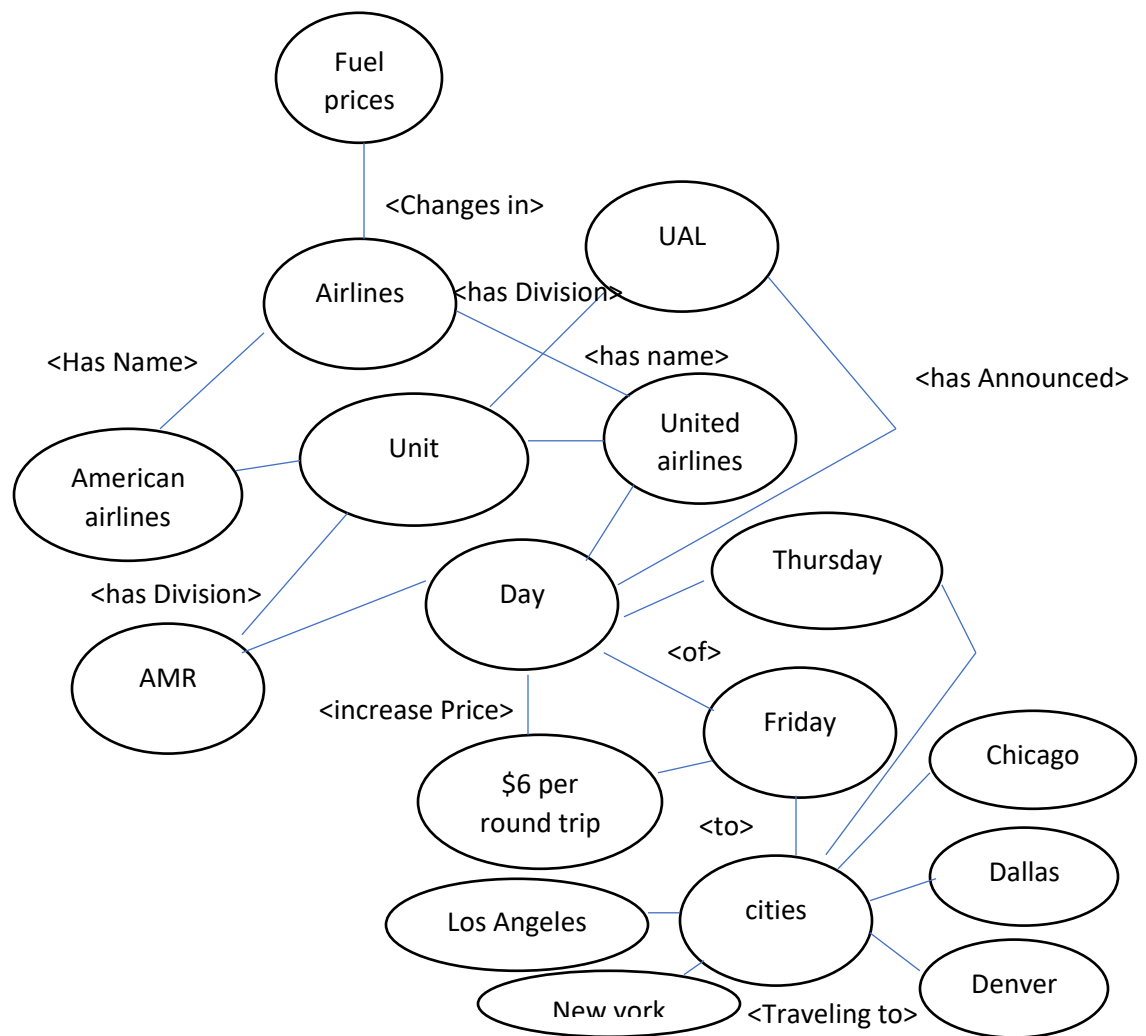 Fuel
prices
<Changes in>
UAL
Airlines
<has Division>
<Has Name>
<has name>
<has Announced>
Unit
United
airlines
American
airlines
Thursday
<has Division>
Day
<of>
AMR
<increase Price>
Friday
Chicago
$6 per
round trip
<to>
Dallas
cities
Los Angeles
Denver
New york
<Traveling to>